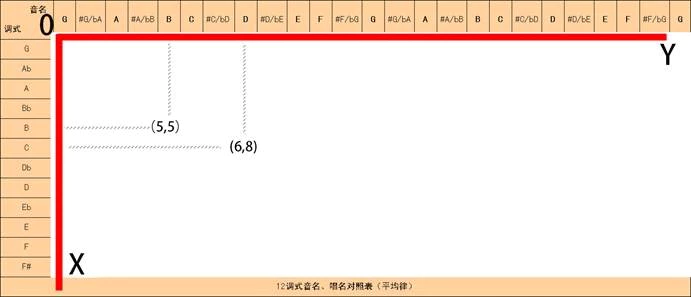 音名
调式
O
G #G/bA A #A/bB B C #C/bD D #D/bE E F #F/bG G #G/bA A #A/bB B C #C/bD D #D/bE E F #F/bG G
Y
G
Ab
A
Bb
B (5,5)
C (6,8)
Db
D
Eb
E
F
F# X
12调式音名、唱名对照表（平均律）